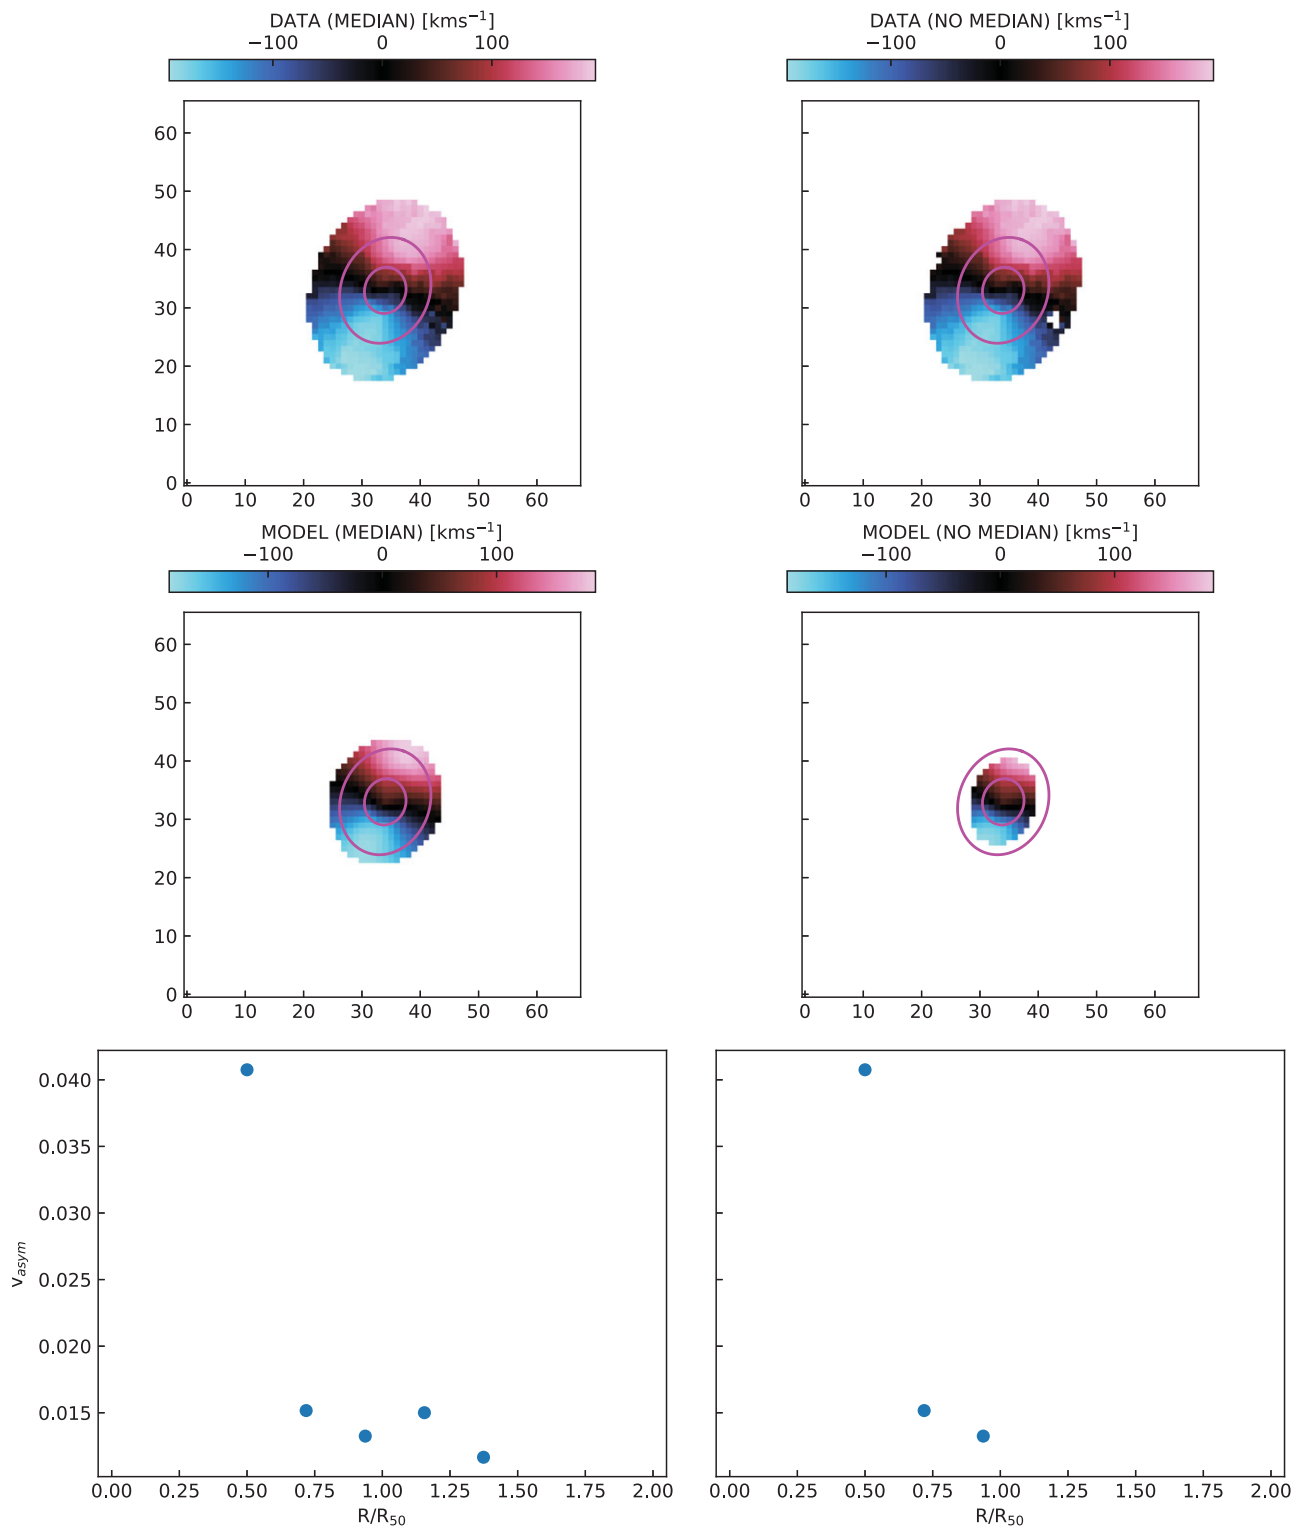 DATA (MEDIAN) [kms⁻¹]
DATA (NO MEDIAN) [kms⁻¹]
−100 0 100
−100 0 100
60
50
40
30
20
10
0
0 10 20 30 40 50 60
0 10 20 30 40 50 60
MODEL (MEDIAN) [kms⁻¹]
MODEL (NO MEDIAN) [kms⁻¹]
−100 0 100
−100 0 100
60
50
40
30
20
10
0
0 10 20 30 40 50 60
0 10 20 30 40 50 60
0.040
0.035
0.030
0.025
0.020
0.015
v_asym
0.00 0.25 0.50 0.75 1.00 1.25 1.50 1.75 2.00
R/R₅₀
0.00 0.25 0.50 0.75 1.00 1.25 1.50 1.75 2.00
R/R₅₀